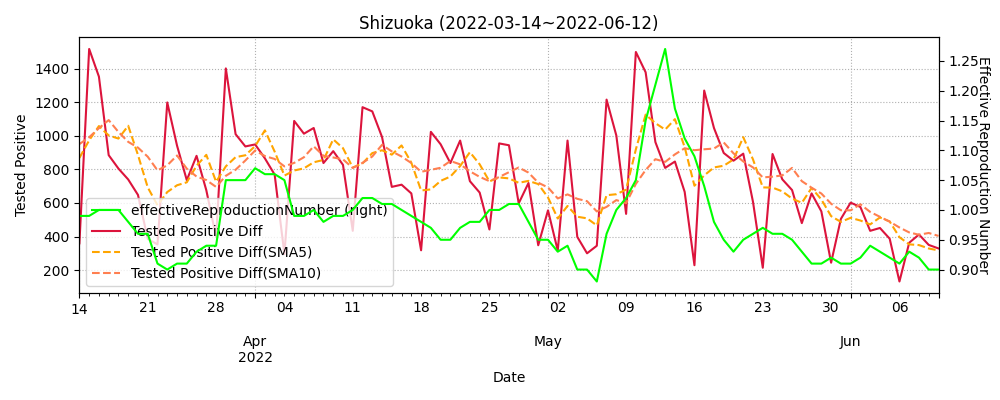 Shizuoka (2022-03-14~2022-06-12)
Tested Positive
1400
1200
1000
800
600
400
200
effectiveReproductionNumber (right)
Tested Positive Diff
Tested Positive Diff(SMA5)
Tested Positive Diff(SMA10)
1.25
1.20
1.15
1.10
1.05
1.00
0.95
0.90
Effective Reproduction Number
14 21 28 04 11 18 25 02 09 16 23 30 06
Apr May Jun
2022
Date